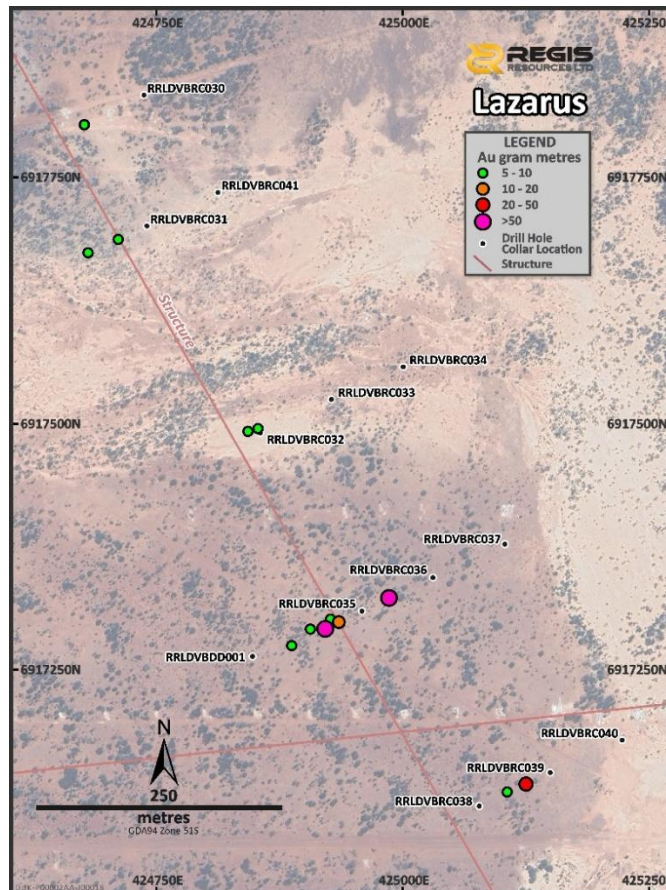 424750E
425000E
425250E
REGIS
RESOURCES LTD
Lazarus
LEGEND
Au gram metres
5 - 10
10 - 20
20 - 50
>50
Drill Hole
Collar Location
Structure
RRLDVBRC030
6917750N
6917750N
RRLDVBRC041
RRLDVBRC031
Structure
RRLDVBRC034
RRLDVBRC033
6917500N
6917500N
RRLDVBRC032
RRLDVBRC037
RRLDVBRC036
RRLDVBRC035
RRLDVBDD001
6917250N
6917250N
N
RRLDVBRC040
RRLDVBRC039
RRLDVBRC038
250
metres
GDA94 Zone 51S
424750E
425000E
425250E